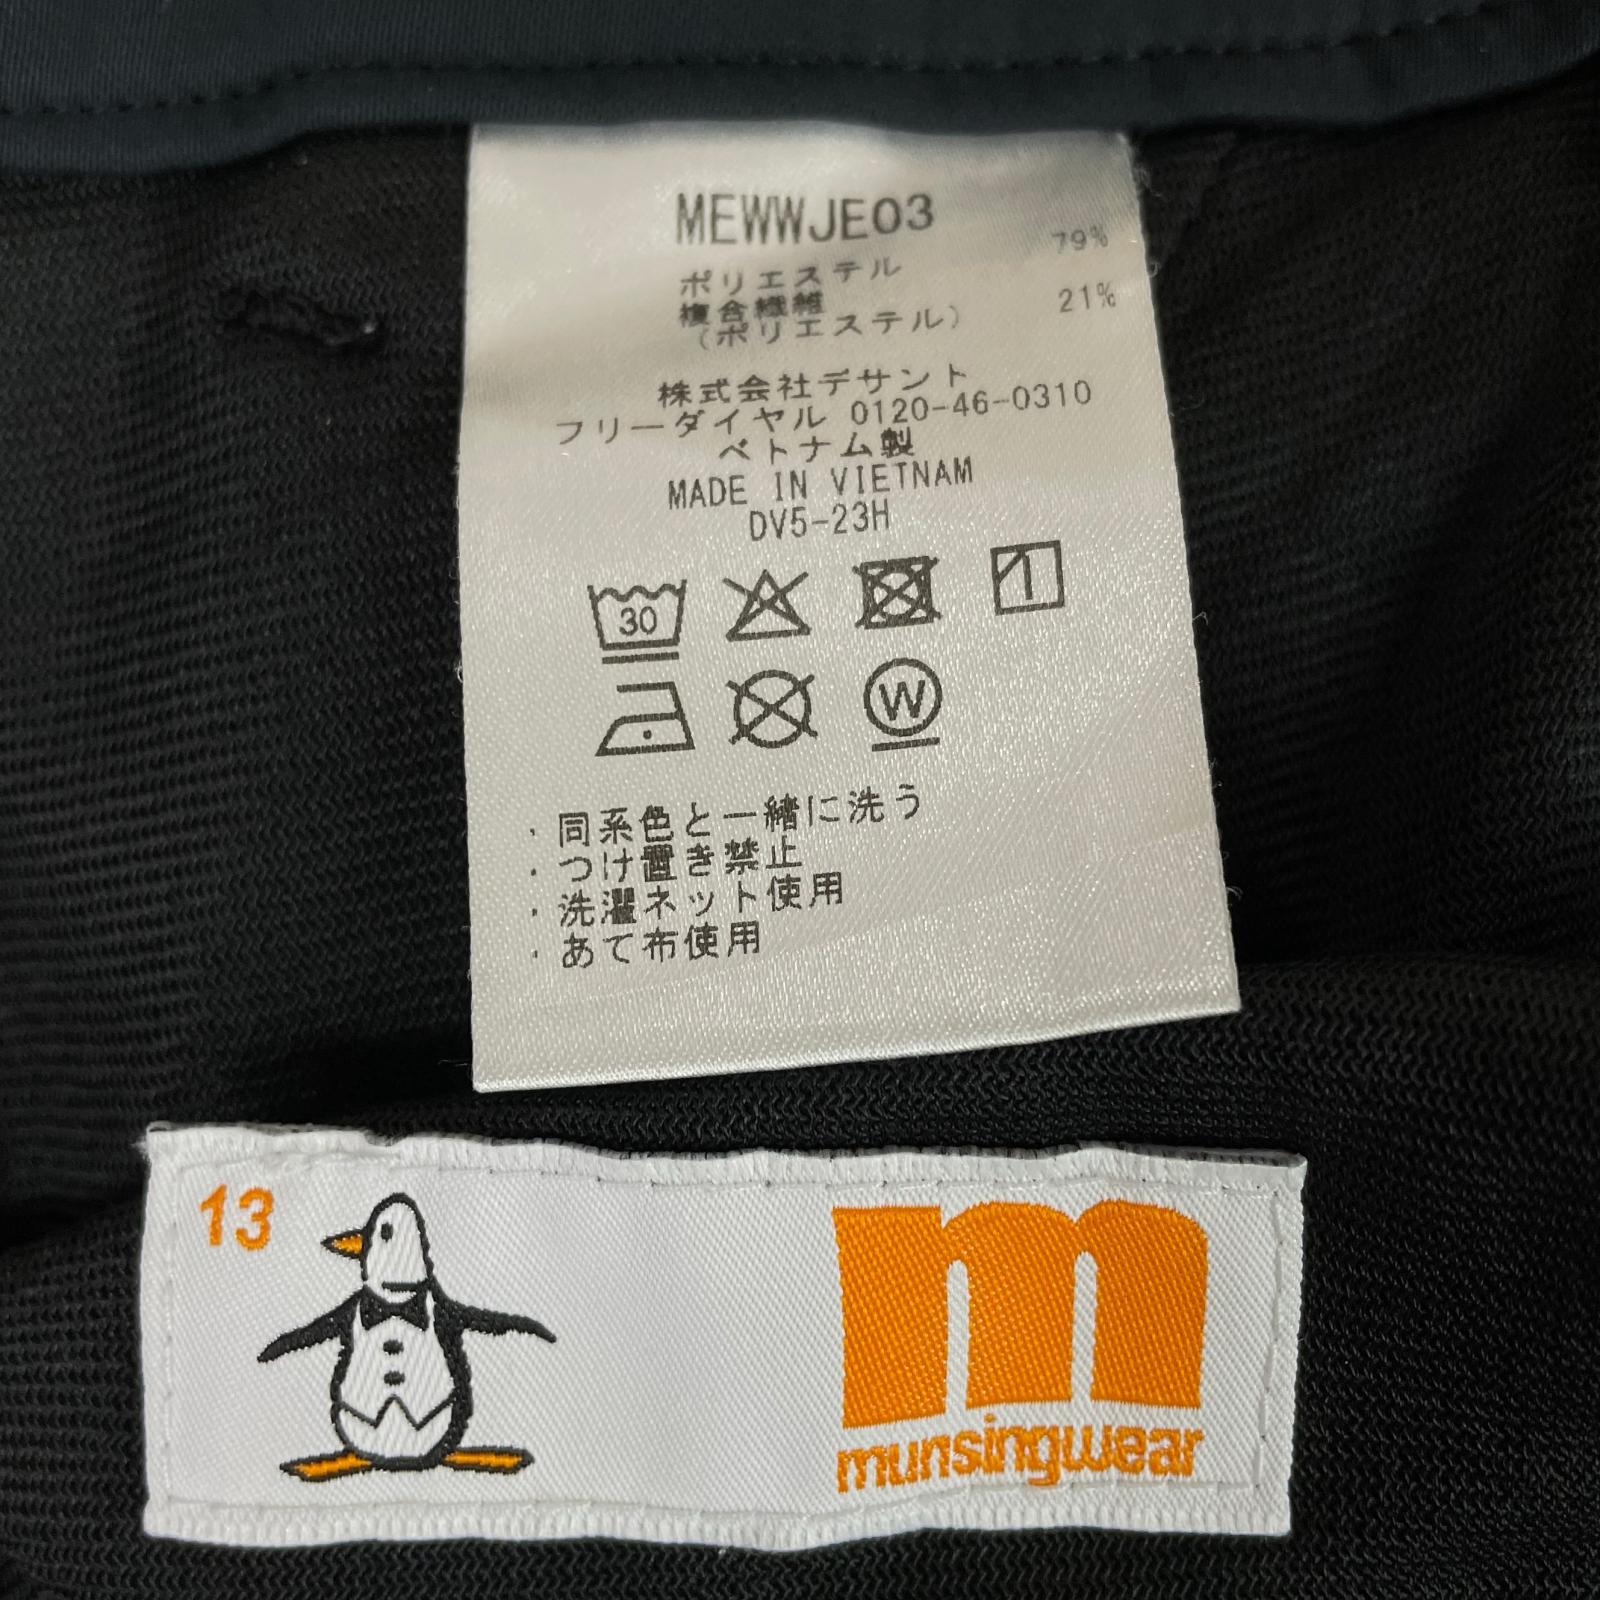 MEWWJE03
ポリエステル 79%
複合繊維 21%
(ポリエステル)
株式会社デサント
フリーダイヤル 0120-46-0310
ベトナム製
MADE IN VIETNAM
DV5-23H
30
1
W
・同系色と一緒に洗う
・つけ置き禁止
・洗濯ネット使用
・あて布使用
13
m
munsingwear